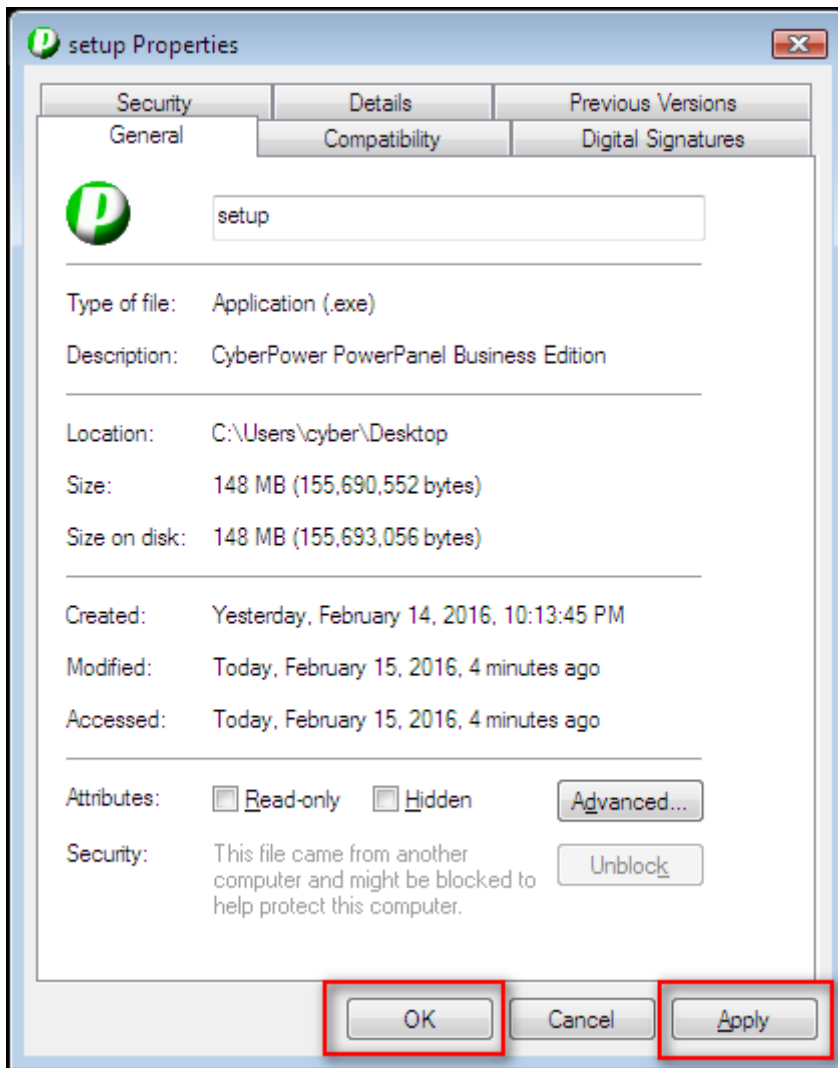 setup Properties
Security Details Previous Versions
General Compatibility Digital Signatures
setup
Type of file: Application (.exe)
Description: CyberPower PowerPanel Business Edition
Location: C:\Users\cyber\Desktop
Size: 148 MB (155,690,552 bytes)
Size on disk: 148 MB (155,693,056 bytes)
Created: Yesterday, February 14, 2016, 10:13:45 PM
Modified: Today, February 15, 2016, 4 minutes ago
Accessed: Today, February 15, 2016, 4 minutes ago
Attributes: Read-only Hidden Advanced...
Security: This file came from another
computer and might be blocked to
help protect this computer.
Unblock
OK Cancel Apply